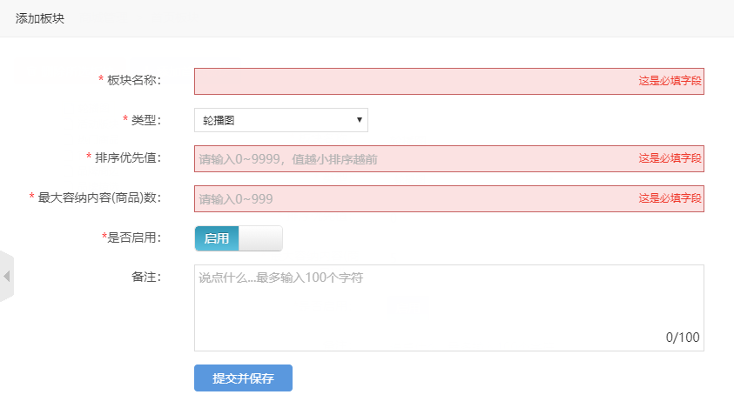 添加板块
* 板块名称： 这是必填字段
* 类型： 轮播图
* 排序优先值： 请输入0~9999，值越小排序越前 这是必填字段
* 最大容纳内容(商品)数： 请输入0~999 这是必填字段
*是否启用： 启用
备注： 说点什么...最多输入100个字符
0/100
提交并保存